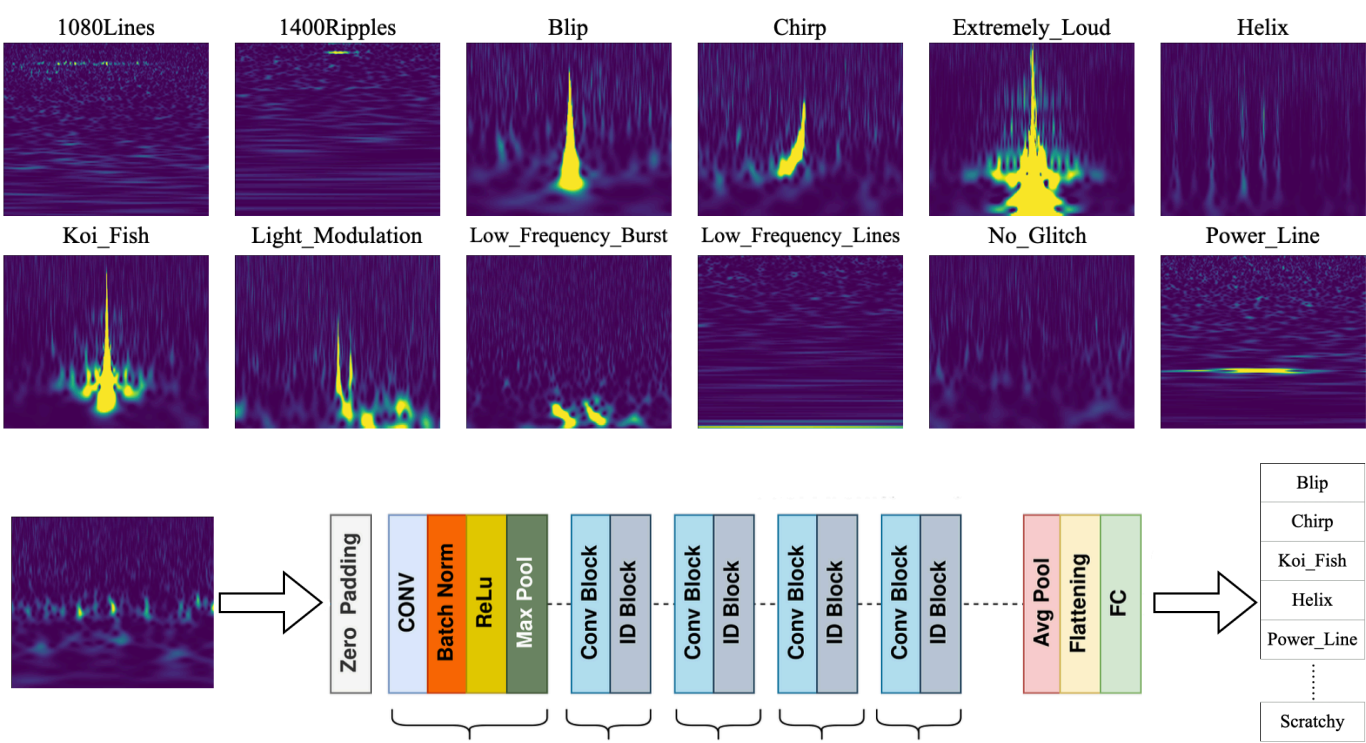 1080Lines
1400Ripples
Blip
Chirp
Extremely_Loud
Helix
Koi_Fish
Light_Modulation
Low_Frequency_Burst
Low_Frequency_Lines
No_Glitch
Power_Line
Zero Padding
CONV
Batch Norm
ReLu
Max Pool
Conv Block
ID Block
Conv Block
ID Block
Conv Block
ID Block
Conv Block
ID Block
Avg Pool
Flattening
FC
Blip
Chirp
Koi_Fish
Helix
Power_Line
Scratchy